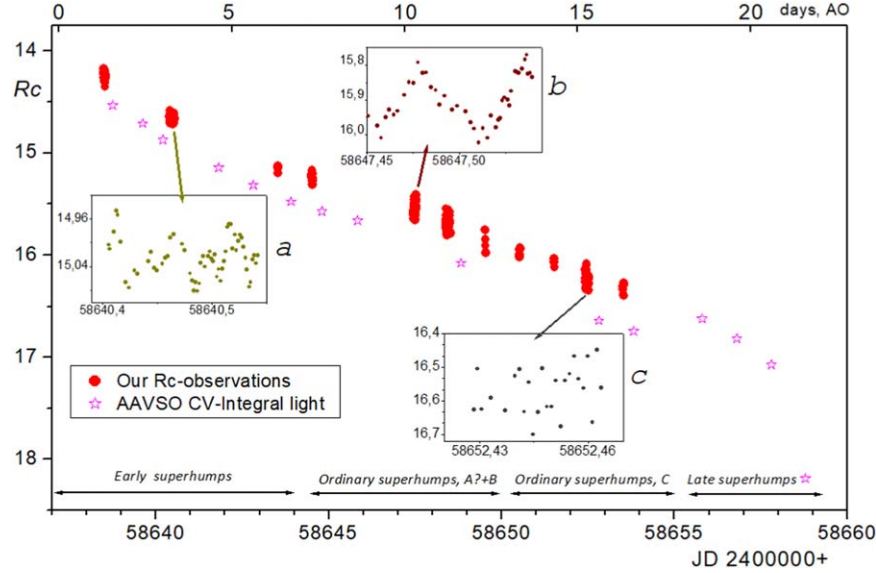 0 5 10 15 20 days, AO
Rc
14
15
16
17
18
b
15,8
15,9
16,0
58647,45 58647,50
a
14,96
15,04
58640,4 58640,5
c
16,4
16,5
16,6
16,7
58652,43 58652,46
Our Rc-observations
AAVSO CV-Integral light
Early superhumps Ordinary superhumps, A?+B Ordinary superhumps, C Late superhumps
58640 58645 58650 58655 58660
JD 2400000+